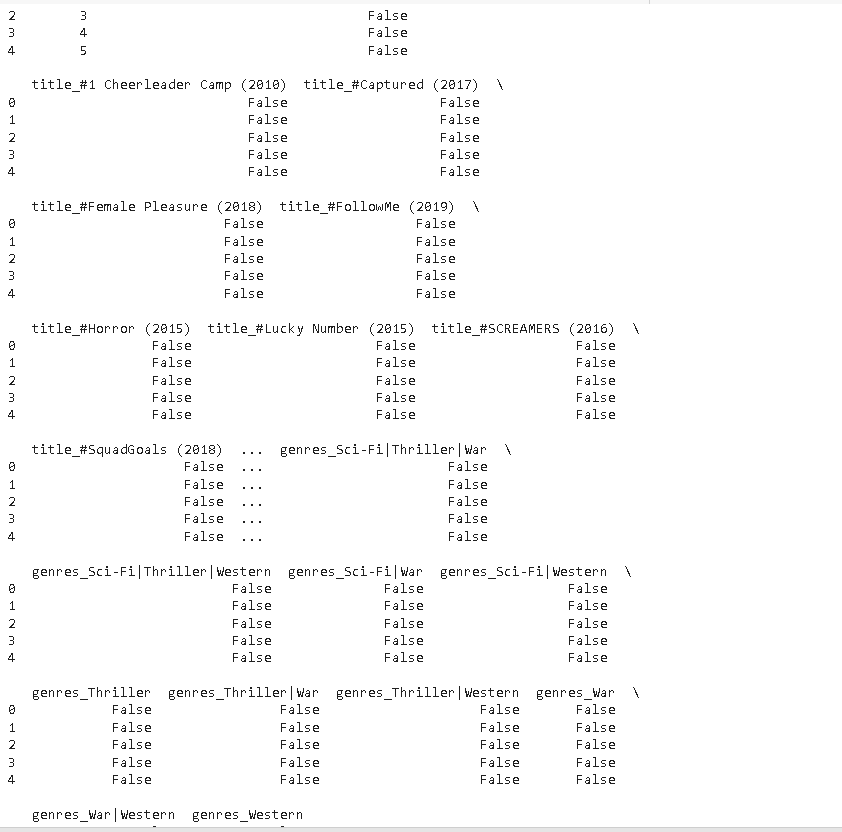 2        3                                   False
3        4                                   False
4        5                                   False
   title_#1 Cheerleader Camp (2010)  title_#Captured (2017)  \
0                             False                   False
1                             False                   False
2                             False                   False
3                             False                   False
4                             False                   False
   title_#Female Pleasure (2018)  title_#FollowMe (2019)  \
0                          False                   False
1                          False                   False
2                          False                   False
3                          False                   False
4                          False                   False
   title_#Horror (2015)  title_#Lucky Number (2015)  title_#SCREAMERS (2016)  \
0                 False                       False                    False
1                 False                       False                    False
2                 False                       False                    False
3                 False                       False                    False
4                 False                       False                    False
   title_#SquadGoals (2018)  ...  genres_Sci-Fi|Thriller|War  \
0                     False  ...                       False
1                     False  ...                       False
2                     False  ...                       False
3                     False  ...                       False
4                     False  ...                       False
   genres_Sci-Fi|Thriller|Western  genres_Sci-Fi|War  genres_Sci-Fi|Western  \
0                           False              False                  False
1                           False              False                  False
2                           False              False                  False
3                           False              False                  False
4                           False              False                  False
   genres_Thriller  genres_Thriller|War  genres_Thriller|Western  genres_War  \
0            False                False                    False       False
1            False                False                    False       False
2            False                False                    False       False
3            False                False                    False       False
4            False                False                    False       False
   genres_War|Western  genres_Western